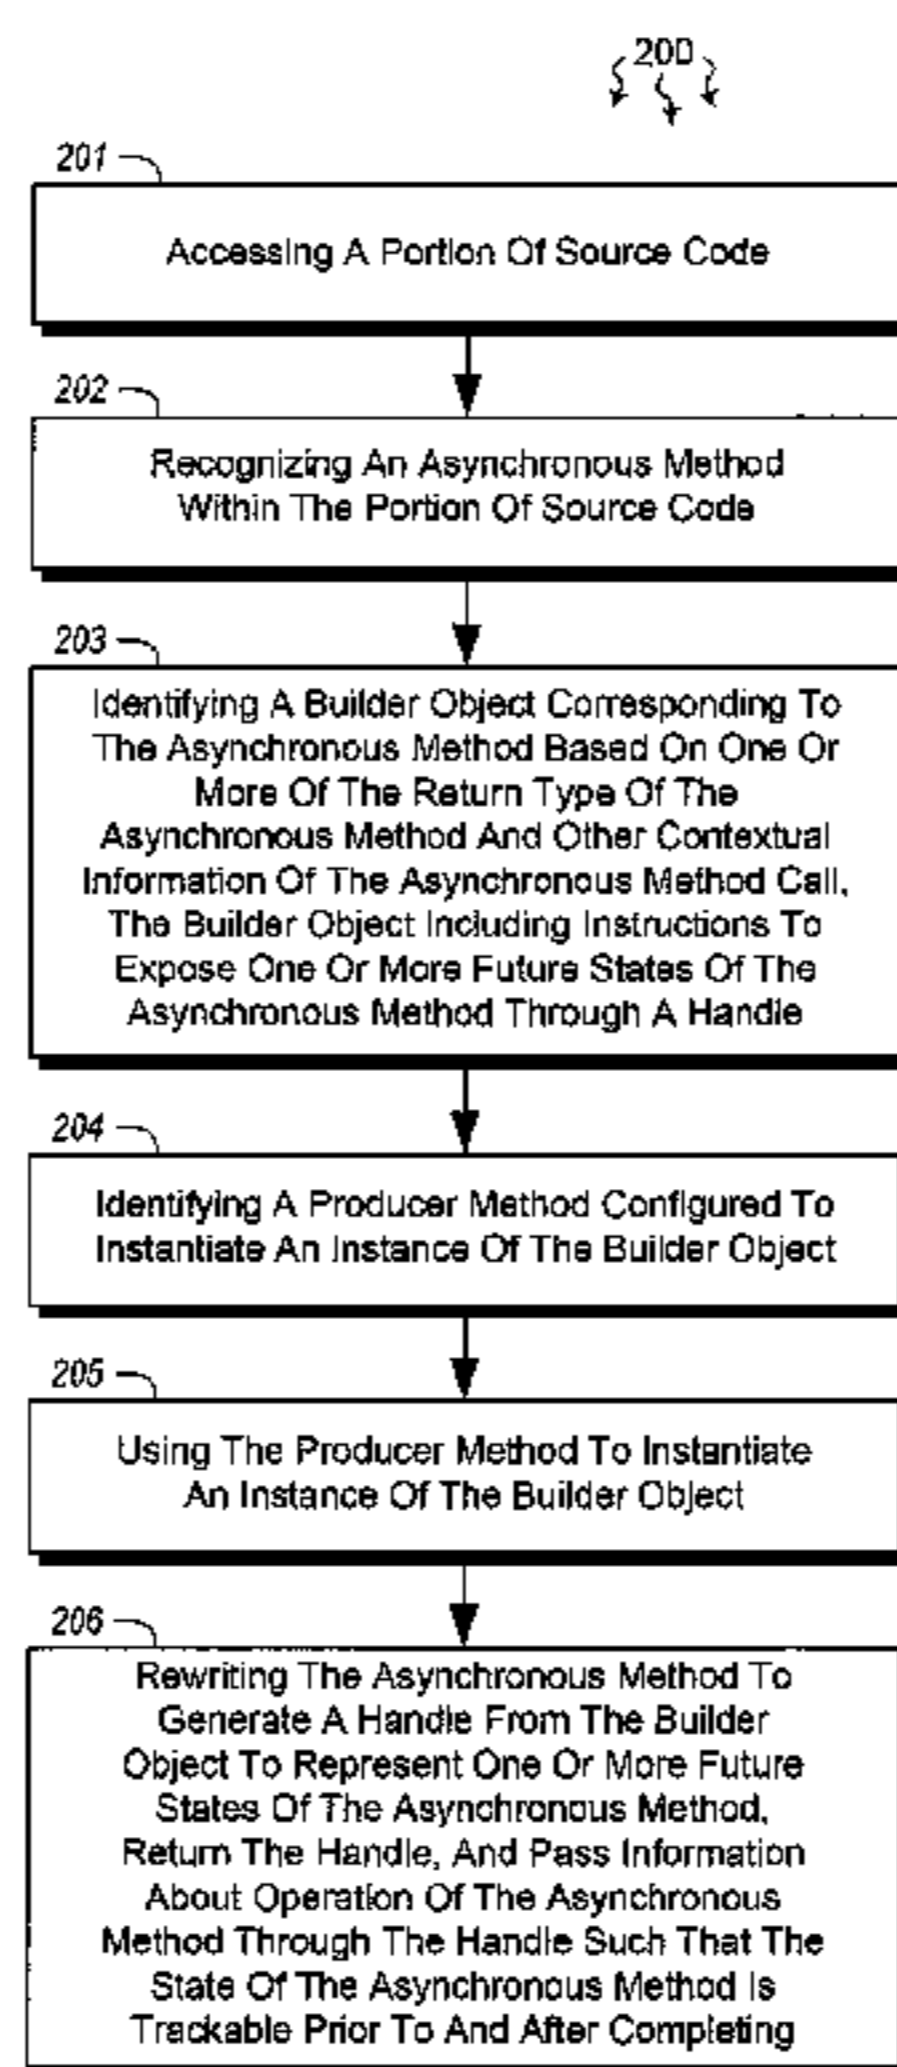 200
201
Accessing A Portion Of Source Code
202
Recognizing An Asynchronous Method
Within The Portion Of Source Code
203
Identifying A Builder Object Corresponding To
The Asynchronous Method Based On One Or
More Of The Return Type Of The
Asynchronous Method And Other Contextual
Information Of The Asynchronous Method Call,
The Builder Object Including Instructions To
Expose One Or More Future States Of The
Asynchronous Method Through A Handle
204
Identifying A Producer Method Configured To
Instantiate An Instance Of The Builder Object
205
Using The Producer Method To Instantiate
An Instance Of The Builder Object
206
Rewriting The Asynchronous Method To
Generate A Handle From The Builder
Object To Represent One Or More Future
States Of The Asynchronous Method,
Return The Handle, And Pass Information
About Operation Of The Asynchronous
Method Through The Handle Such That The
State Of The Asynchronous Method Is
Trackable Prior To And After Completing